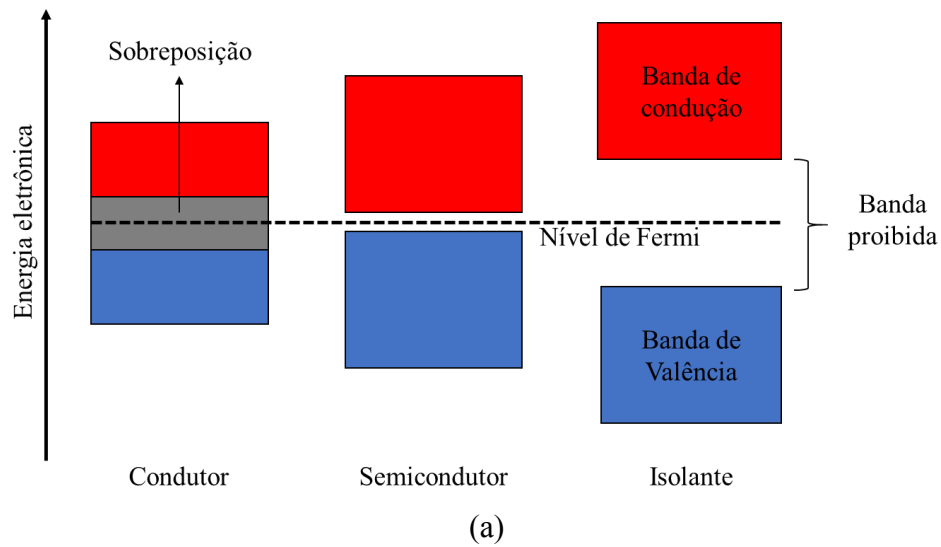 Energia eletrônica
Sobreposição
Banda de
condução
Nível de Fermi
Banda
proibida
Banda de
Valência
Condutor
Semicondutor
Isolante
(a)